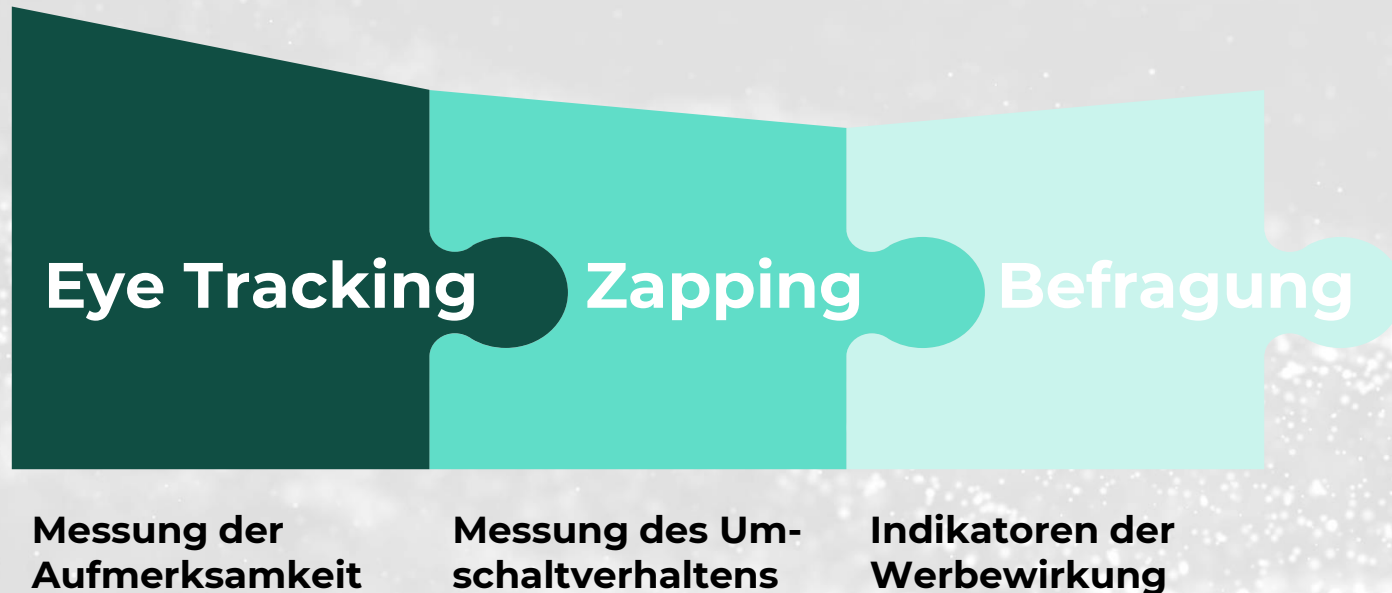 Eye Tracking
Zapping
Befragung
Messung der
Aufmerksamkeit
Messung des Um-
schaltverhaltens
Indikatoren der
Werbewirkung